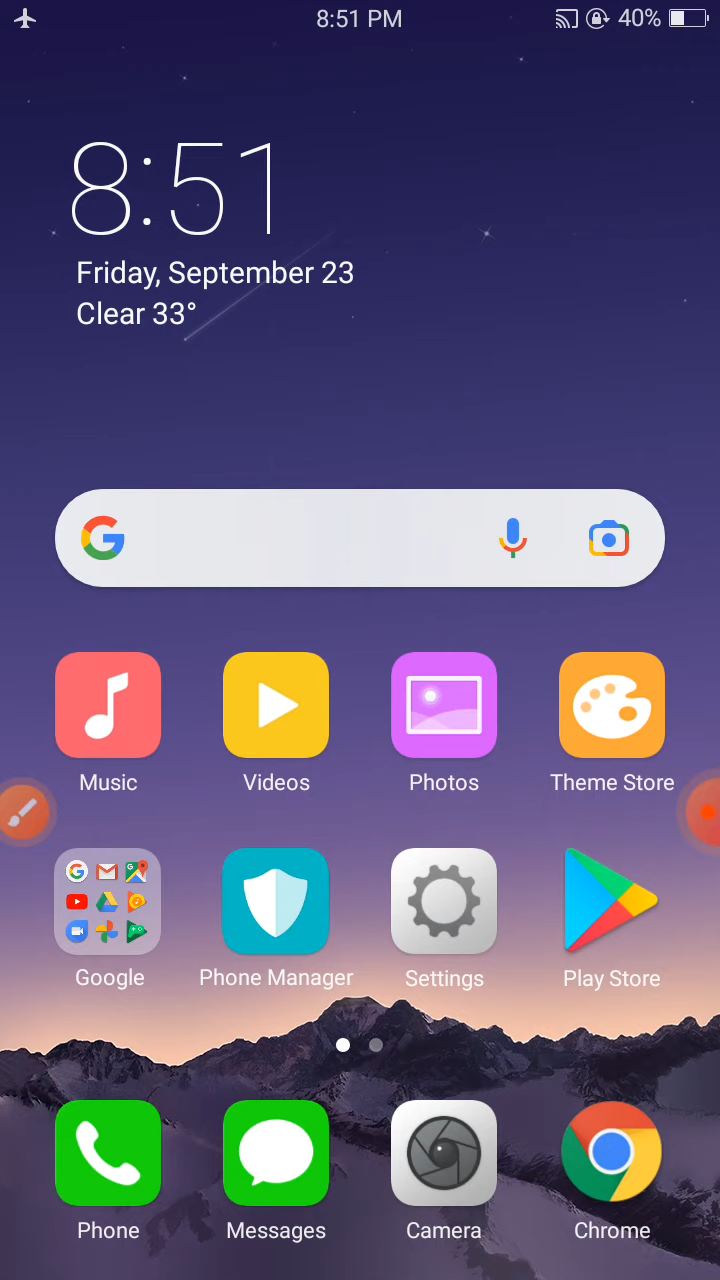 8:51 PM 40%
8:51
Friday, September 23
Clear 33°
Music Videos Photos Theme Store
Google Phone Manager Settings Play Store
Phone Messages Camera Chrome